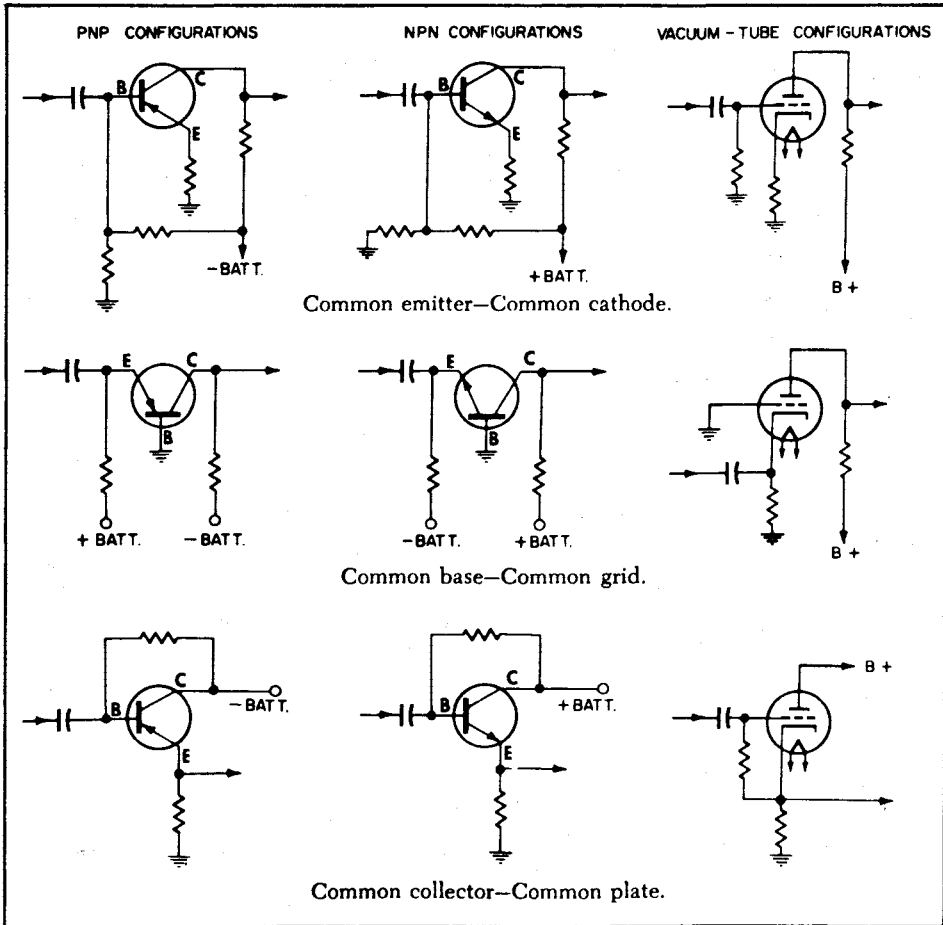 PNP CONFIGURATIONS
NPN CONFIGURATIONS
VACUUM-TUBE CONFIGURATIONS
B
C
E
-BATT.
B
C
E
+BATT.
B+
Common emitter—Common cathode.
E
C
B
+BATT.
-BATT.
E
C
B
-BATT.
+BATT.
B+
Common base—Common grid.
B
C
E
-BATT.
B
C
E
+BATT.
B+
Common collector—Common plate.